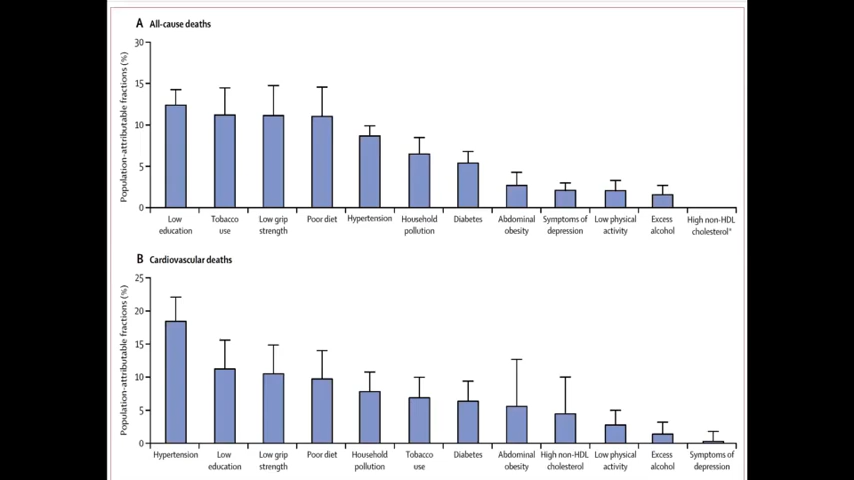 A All-cause deaths
Population-attributable fractions (%)
30
15
10
5
0
Low education
Tobacco use
Low grip strength
Poor diet
Hypertension
Household pollution
Diabetes
Abdominal obesity
Symptoms of depression
Low physical activity
Excess alcohol
High non-HDL cholesterol*
B Cardiovascular deaths
Population-attributable fractions (%)
25
20
15
10
5
0
Hypertension
Low education
Low grip strength
Poor diet
Household pollution
Tobacco use
Diabetes
Abdominal obesity
High non-HDL cholesterol
Low physical activity
Excess alcohol
Symptoms of depression